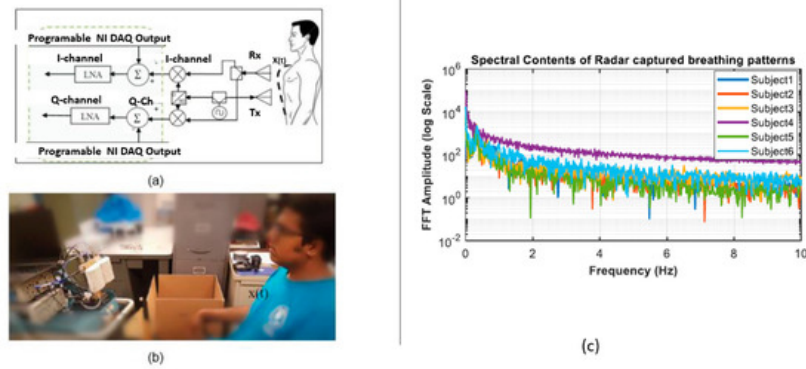 Programable NI DAQ Output
I-channel
I-channel
Rx
X(t)
LNA
Σ
Q-channel
Q-Ch
Tx
LNA
Σ
Programable NI DAQ Output
(a)
x(t)
(b)
Spectral Contents of Radar captured breathing patterns
FFT Amplitude (log Scale)
10^6
10^4
10^2
10^0
10^-2
Subject1
Subject2
Subject3
Subject4
Subject5
Subject6
0 2 4 6 8 10
Frequency (Hz)
(c)